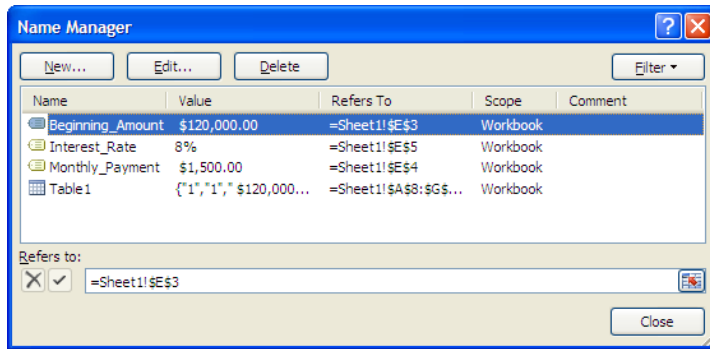 Name Manager
New... Edit... Delete Filter
Name Value Refers To Scope Comment
Beginning_Amount $120,000.00 =Sheet1!$E$3 Workbook
Interest_Rate 8% =Sheet1!$E$5 Workbook
Monthly_Payment $1,500.00 =Sheet1!$E$4 Workbook
Table1 {"1","1"," $120,000... =Sheet1!$A$8:$G$... Workbook
Refers to:
=Sheet1!$E$3
Close